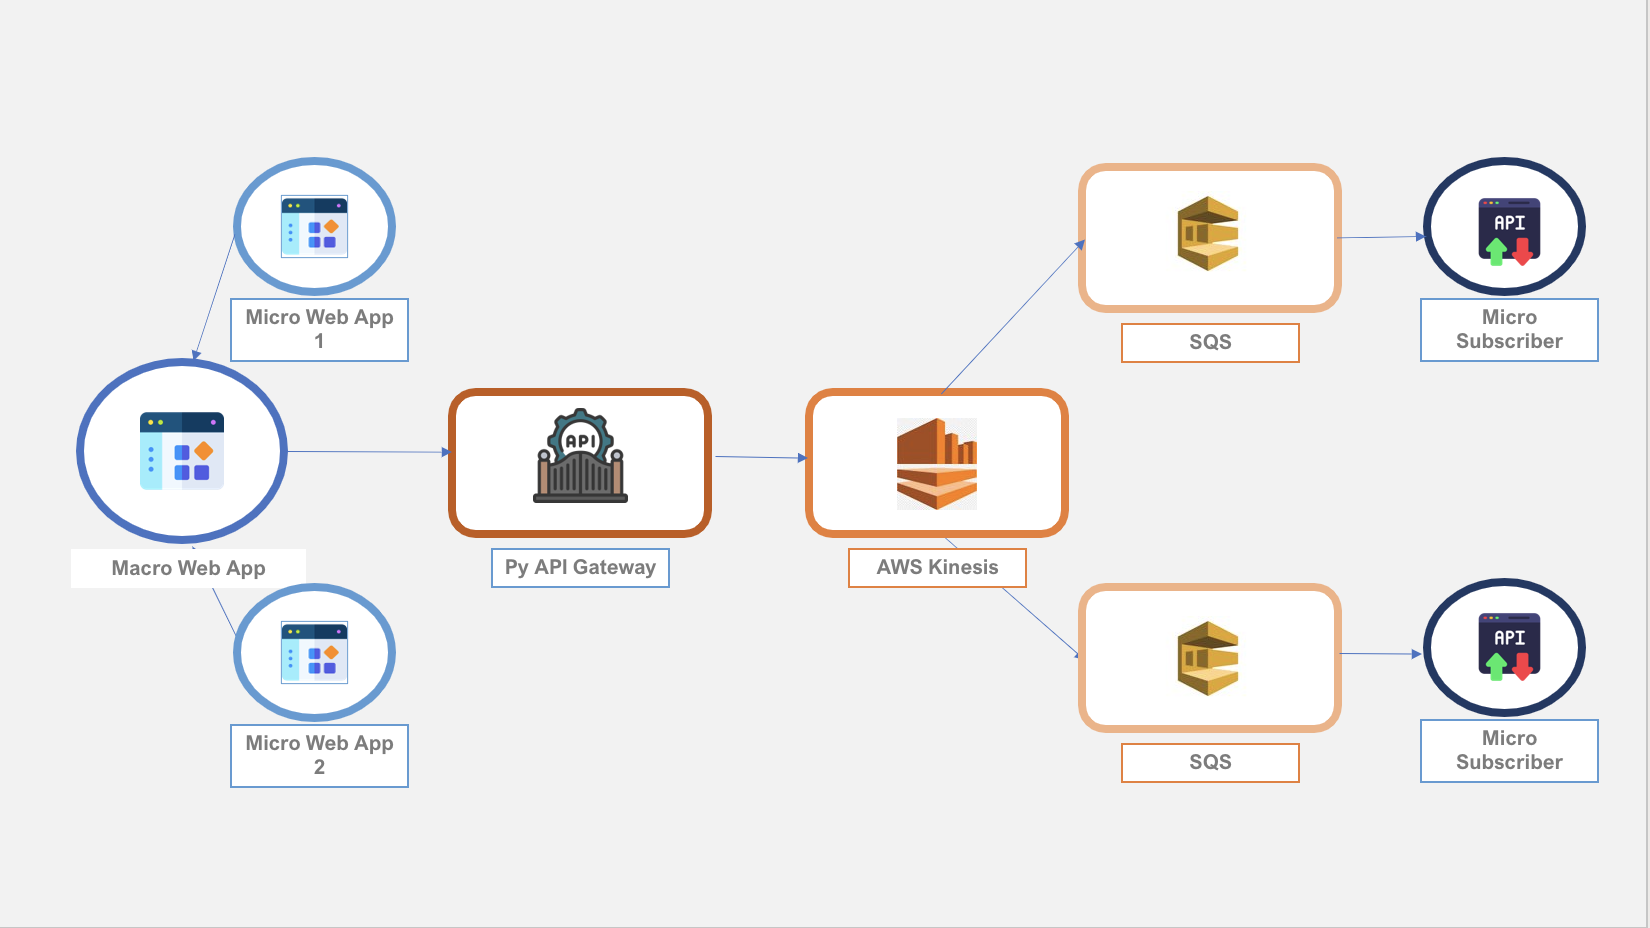 Micro Web App
1
Macro Web App
Micro Web App
2
API
Py API Gateway
AWS Kinesis
SQS
API
Micro
Subscriber
SQS
API
Micro
Subscriber